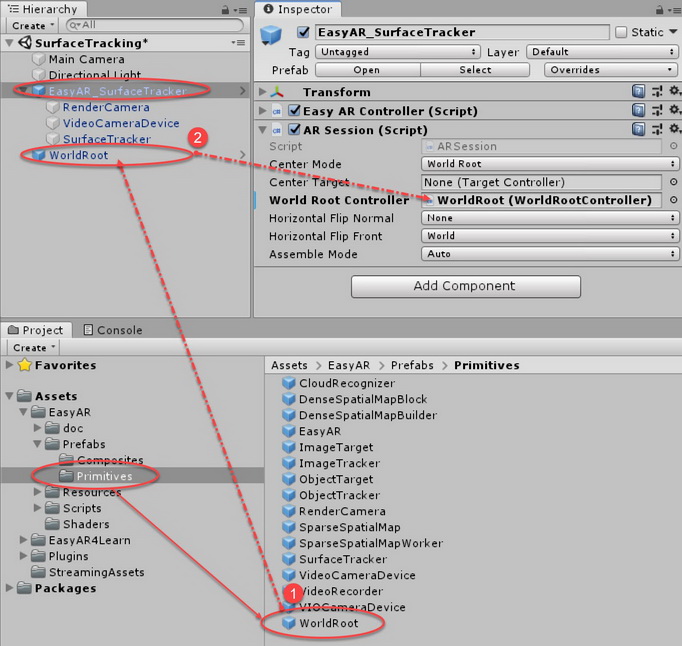 Hierarchy
Create
All
SurfaceTracking*
Main Camera
Directional Light
EasyAR_SurfaceTracker
RenderCamera
VideoCameraDevice
SurfaceTracker
WorldRoot
2
Inspector
EasyAR_SurfaceTracker
Static
Tag Untagged Layer Default
Prefab Open Select Overrides
Transform
Easy AR Controller (Script)
AR Session (Script)
Script ARSession
Center Mode World Root
Center Target None (Target Controller)
World Root Controller WorldRoot (WorldRootController)
Horizontal Flip Normal None
Horizontal Flip Front World
Assemble Mode Auto
Add Component
Project Console
Create
Favorites
Assets
EasyAR
doc
Prefabs
Composites
Primitives
Resources
Scripts
Shaders
EasyAR4Learn
Plugins
StreamingAssets
Packages
Assets > EasyAR > Prefabs > Primitives
CloudRecognizer
DenseSpatialMapBlock
DenseSpatialMapBuilder
EasyAR
ImageTarget
ImageTracker
ObjectTarget
ObjectTracker
RenderCamera
SparseSpatialMap
SparseSpatialMapWorker
SurfaceTracker
VideoCameraDevice
VideoRecorder
1
VIOCameraDevice
WorldRoot